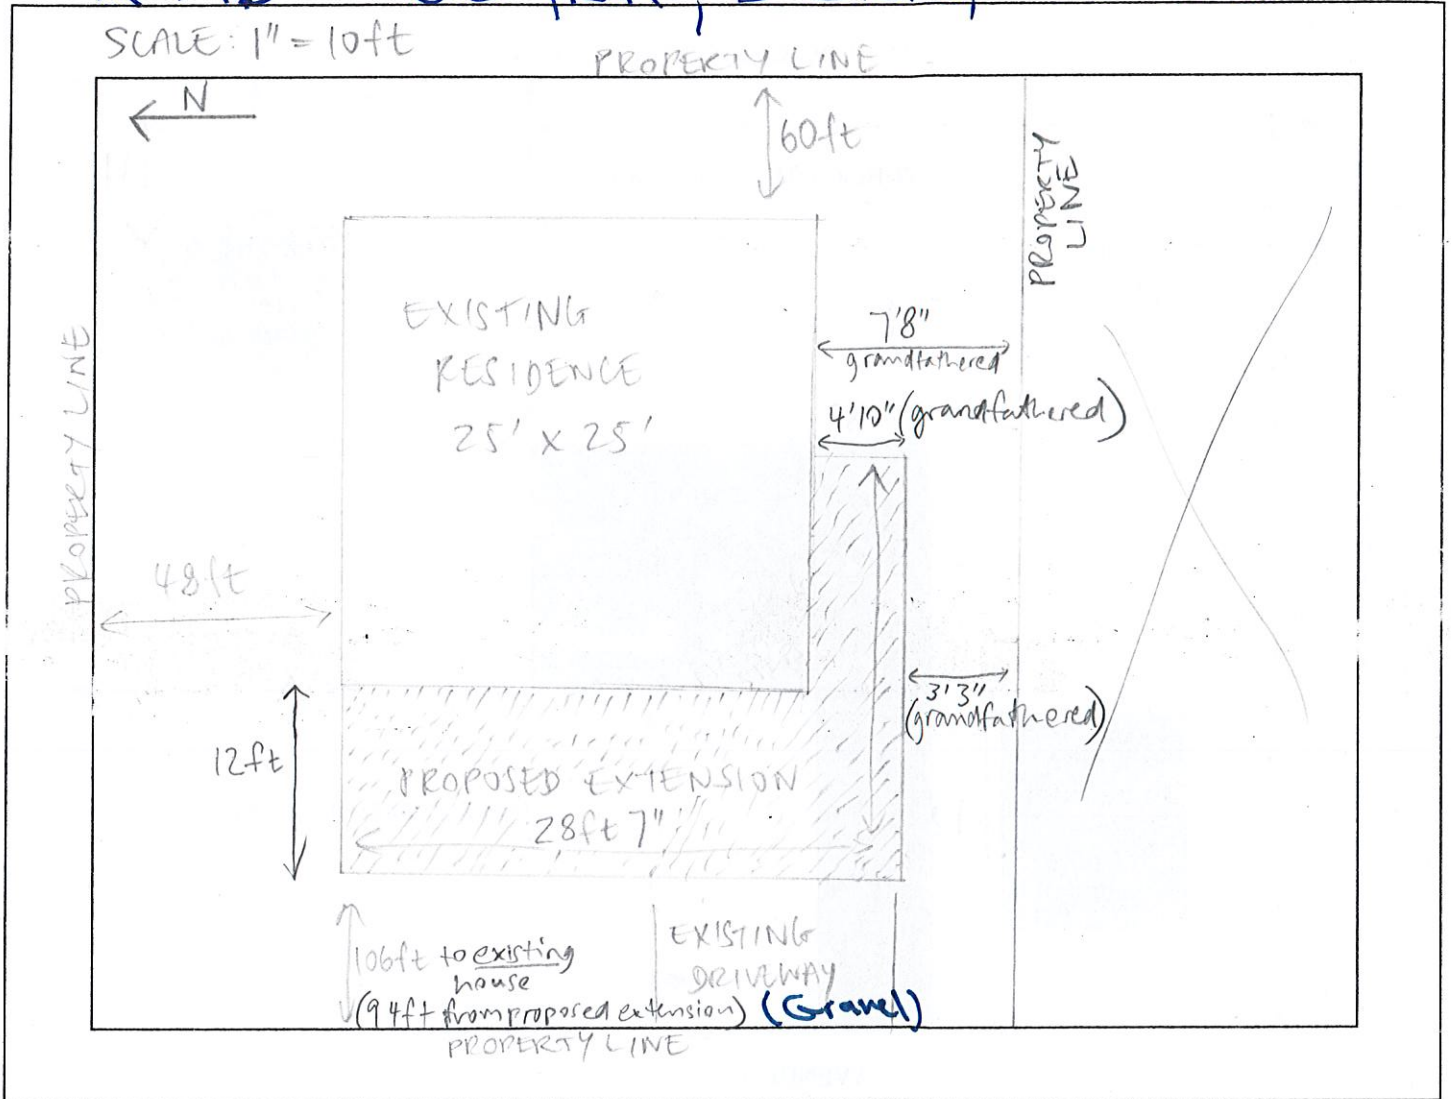 SCALE: 1" = 10ft
PROPERTY LINE
N
60ft
PROPERTY
LINE
EXISTING
RESIDENCE
25' x 25'
7'8"
grandfathered
4'10" (grandfathered)
PROPERTY LINE
48ft
3'3"
(grandfathered)
12ft
PROPOSED EXTENSION
28ft 7"
106ft to existing
house
(94ft from proposed extension)
EXISTING
DRIVEWAY
(Gravel)
PROPERTY LINE